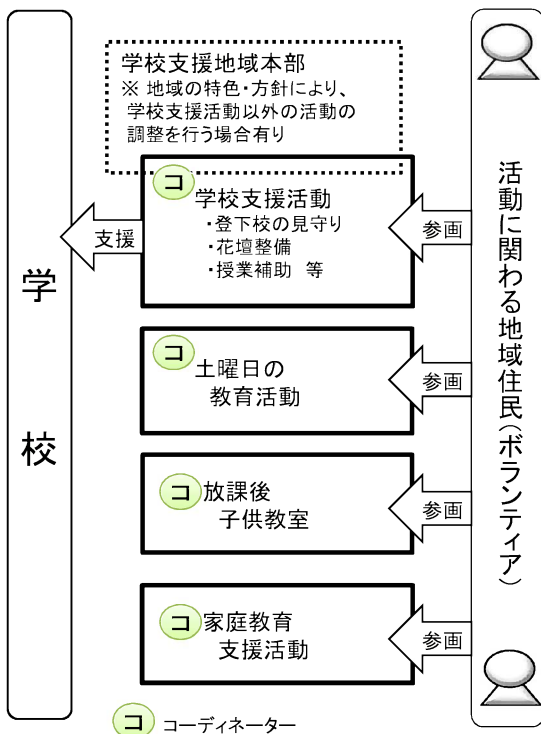 学校支援地域本部
※ 地域の特色・方針により、
学校支援活動以外の活動の
調整を行う場合有り
コ
学校支援活動
・登下校の見守り
・花壇整備
・授業補助 等
支援
参画
学校
活動に関わる地域住民(ボランティア)
コ
土曜日の
教育活動
参画
コ
放課後
子供教室
参画
コ
家庭教育
支援活動
参画
コ コーディネーター